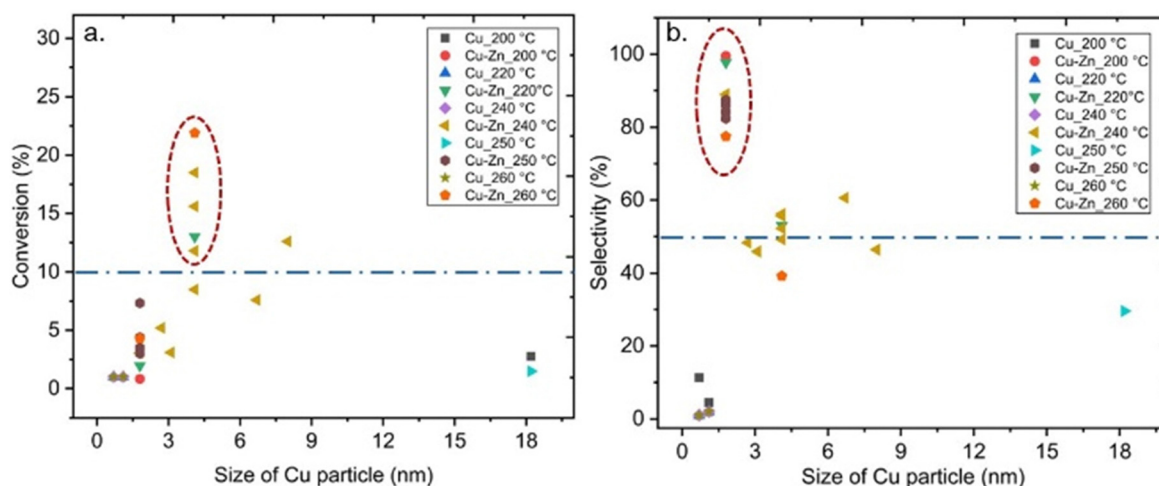 a.
Conversion (%)
30
25
20
15
10
5
0
0 3 6 9 12 15 18
Size of Cu particle (nm)
Cu_200 °C
Cu-Zn_200 °C
Cu_220 °C
Cu-Zn_220°C
Cu_240 °C
Cu-Zn_240 °C
Cu_250 °C
Cu-Zn_250 °C
Cu_260 °C
Cu-Zn_260 °C
b.
Selectivity (%)
100
80
60
40
20
0
0 3 6 9 12 15 18
Size of Cu particle (nm)
Cu_200 °C
Cu-Zn_200 °C
Cu_220 °C
Cu-Zn_220°C
Cu_240 °C
Cu-Zn_240 °C
Cu_250 °C
Cu-Zn_250 °C
Cu_260 °C
Cu-Zn_260 °C